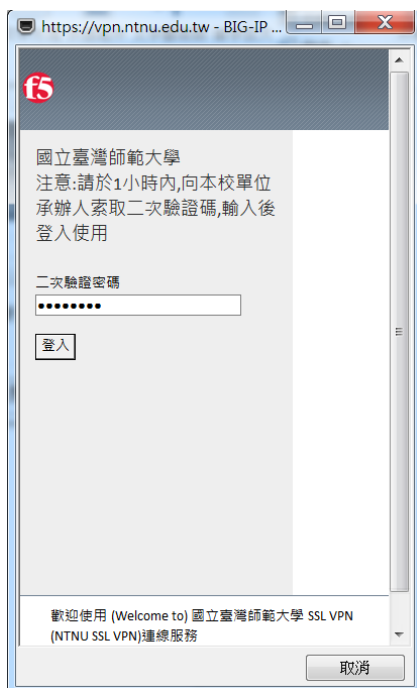 https://vpn.ntnu.edu.tw - BIG-IP ...
f5
國立臺灣師範大學
注意:請於1小時內,向本校單位
承辦人索取二次驗證碼,輸入後
登入使用
二次驗證密碼
••••••••
登入
歡迎使用 (Welcome to) 國立臺灣師範大學 SSL VPN
(NTNU SSL VPN)連線服務
取消